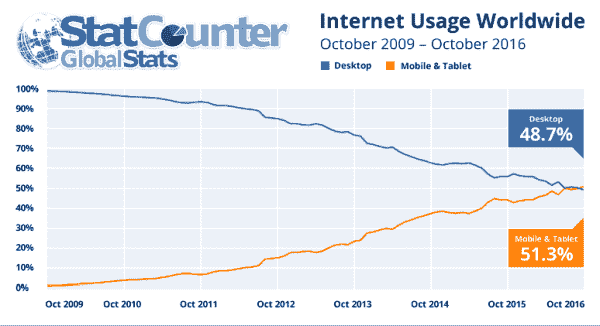 StatCounter
GlobalStats
Internet Usage Worldwide
October 2009 – October 2016
Desktop Mobile & Tablet
100%
90%
80%
70%
60%
50%
40%
30%
20%
10%
0%
Desktop
48.7%
Mobile & Tablet
51.3%
Oct 2009 Oct 2010 Oct 2011 Oct 2012 Oct 2013 Oct 2014 Oct 2015 Oct 2016